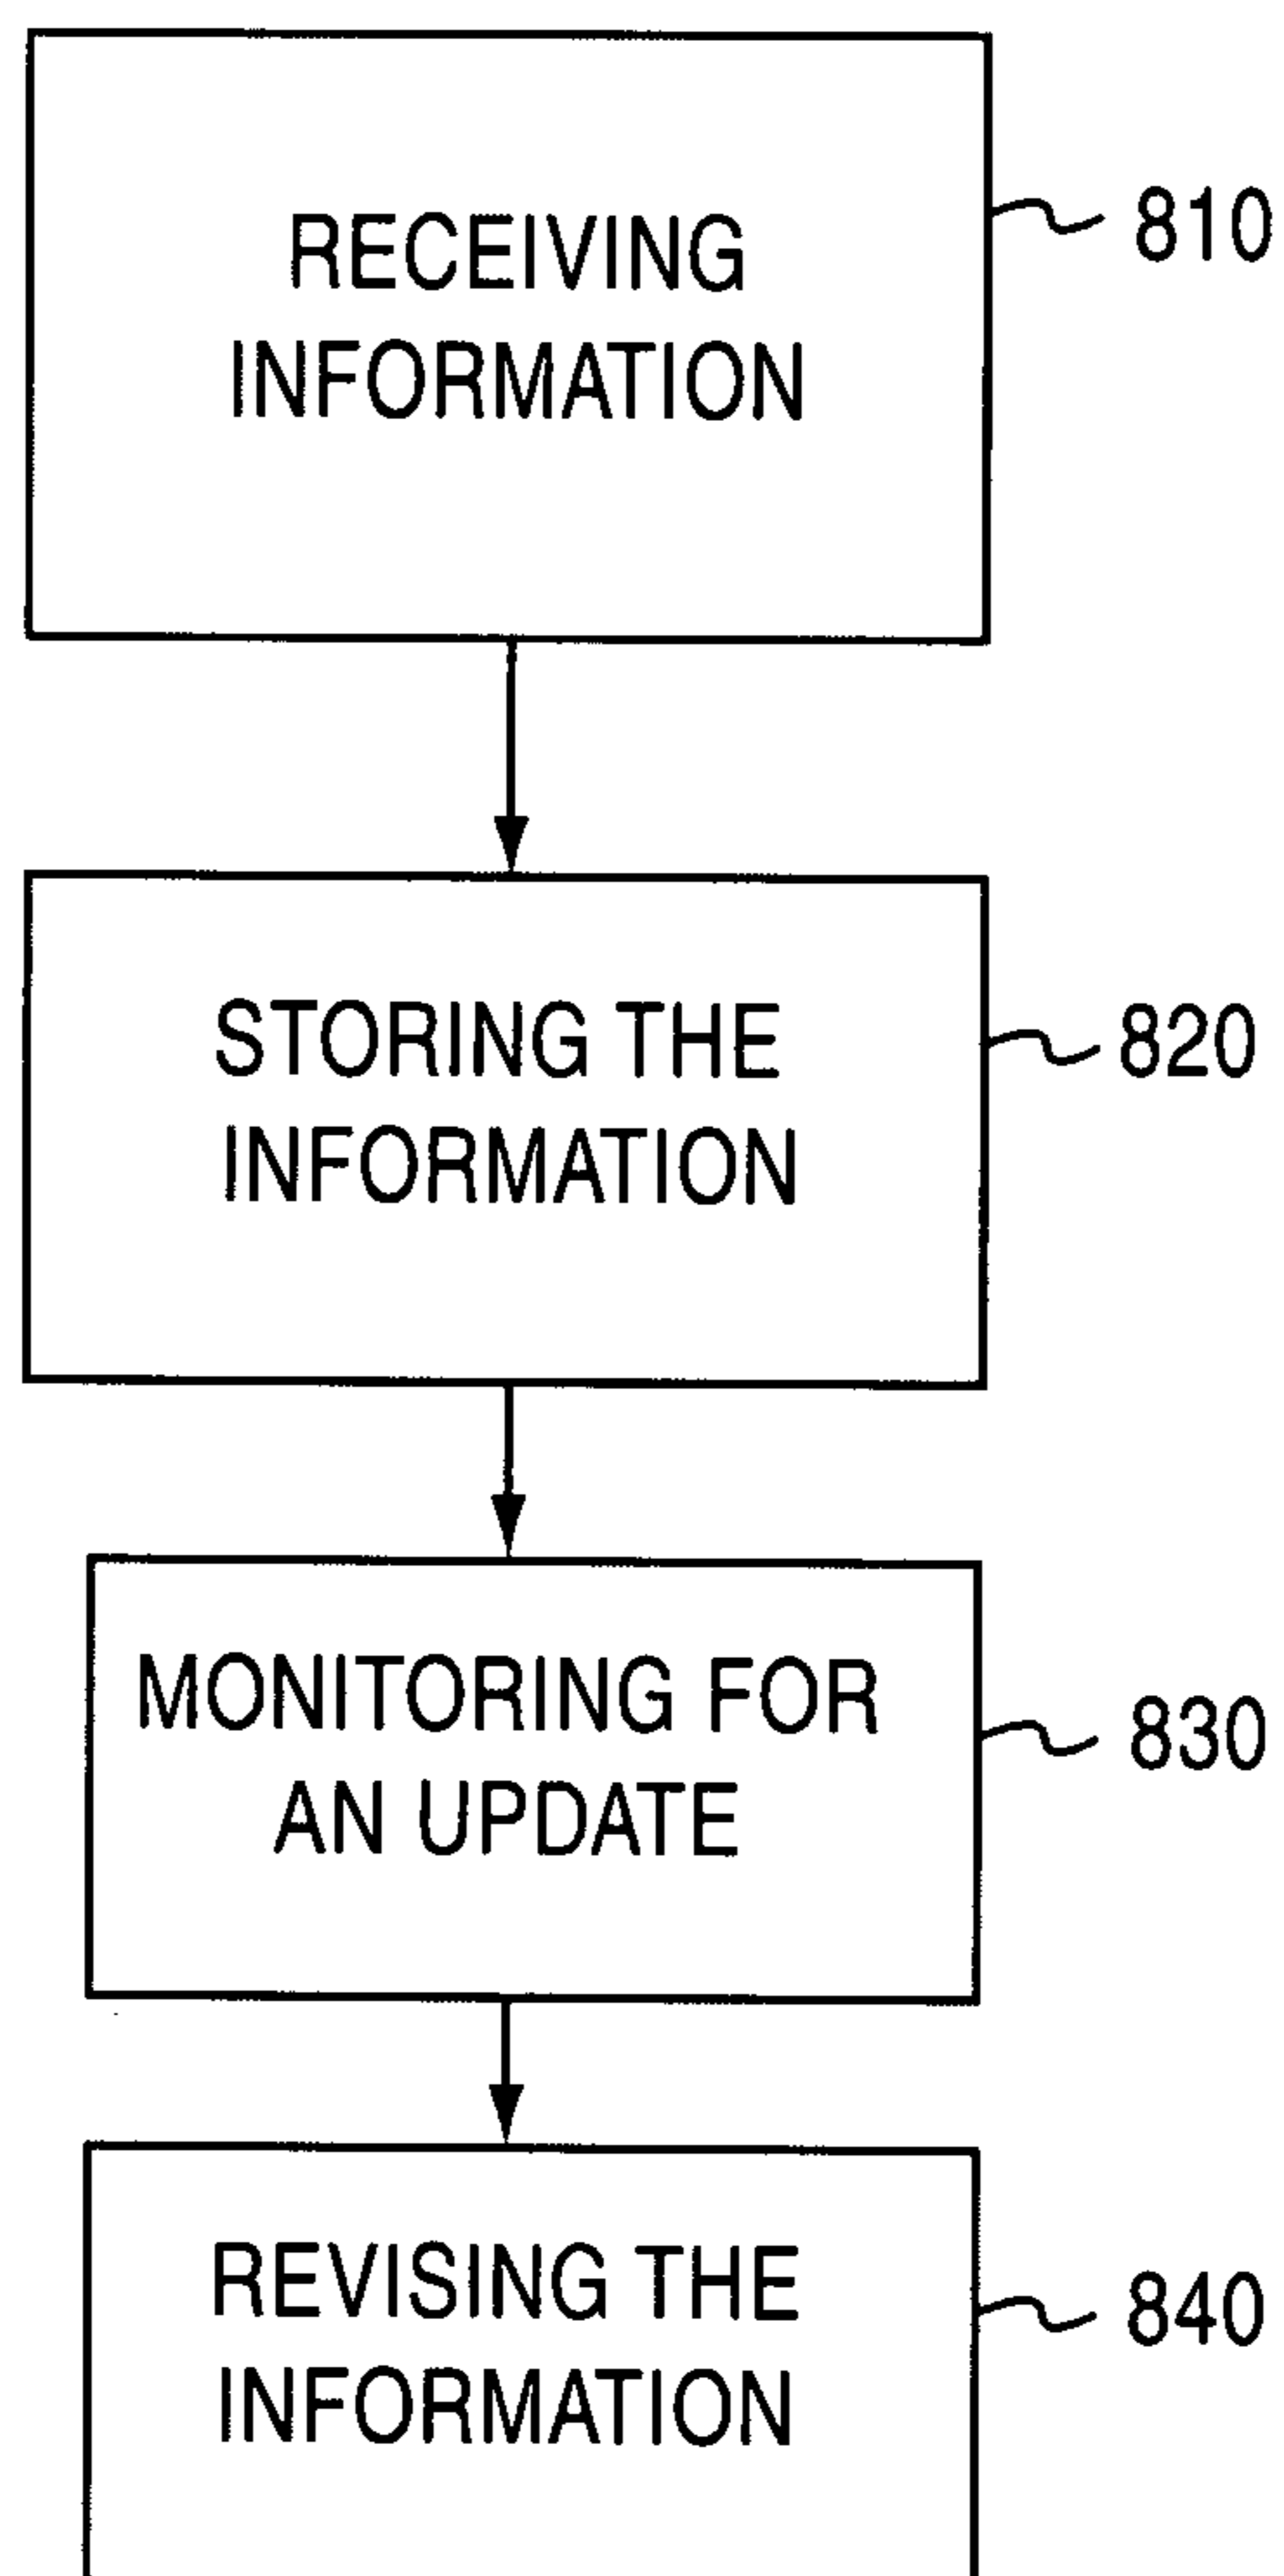 RECEIVING
INFORMATION
810
STORING THE
INFORMATION
820
MONITORING FOR
AN UPDATE
830
REVISING THE
INFORMATION
840